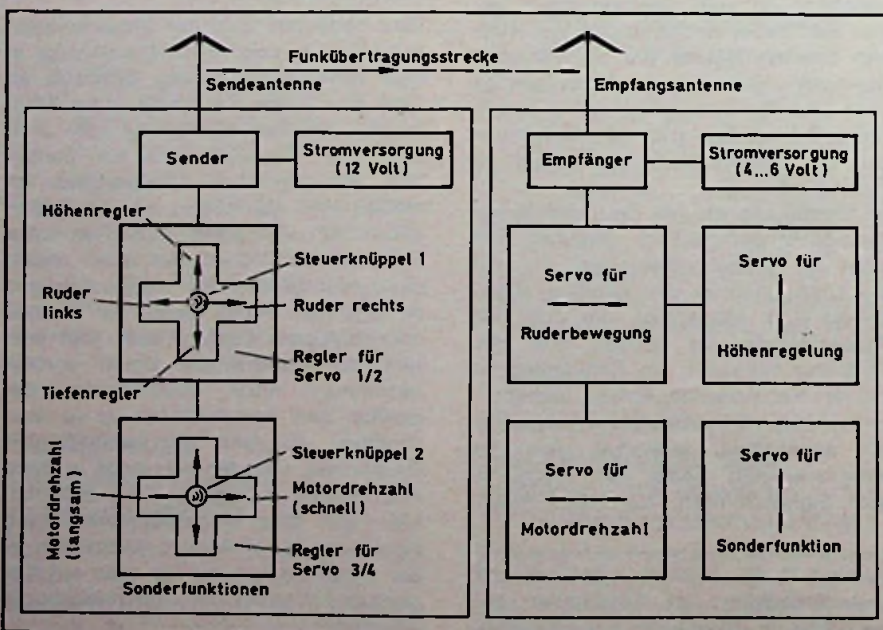 Funkübertragungsstrecke
Sendeantenne
Empfangsantenne
Sender
Stromversorgung
(12 Volt)
Höhenregler
Steuerknüppel 1
Ruder
links
Ruder rechts
Regler für
Servo 1/2
Tiefenregler
Steuerknüppel 2
Motordrehzahl
(langsam)
Motordrehzahl
(schnell)
Regler für
Servo 3/4
Sonderfunktionen
Empfänger
Stromversorgung
(4...6 Volt)
Servo für
Ruderbewegung
Servo für
Höhenregelung
Servo für
Motordrehzahl
Servo für
Sonderfunktion